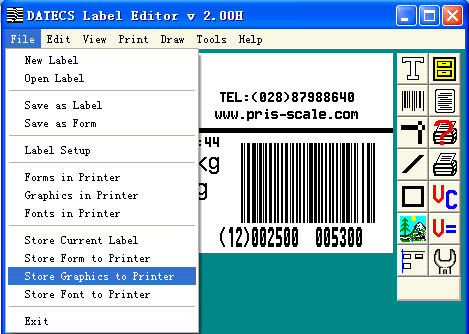 DATECS Label Editor v 2.00H
File Edit View Print Draw Tools Help
New Label
Open Label
Save as Label
Save as Form
Label Setup
Forms in Printer
Graphics in Printer
Fonts in Printer
Store Current Label
Store Form to Printer
Store Graphics to Printer
Store Font to Printer
Exit
TEL:(028)87988640
www.pris-scale.com
:44
kg
g
(12)002500 005300
T
?
VC
V=